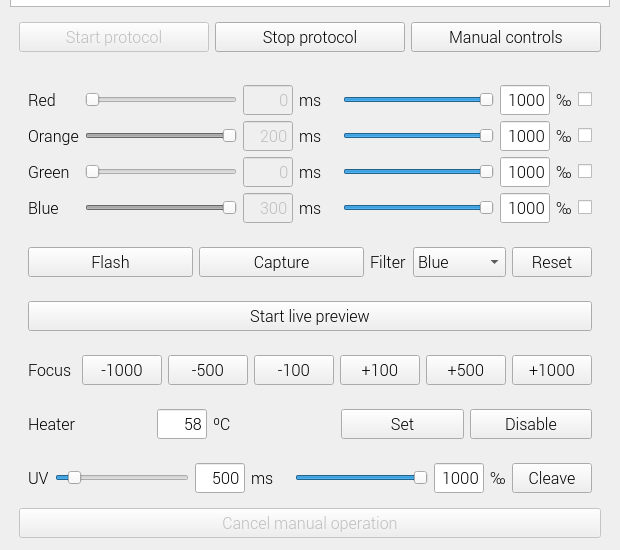 Start protocol Stop protocol Manual controls
Red 0 ms 1000 ‰
Orange 200 ms 1000 ‰
Green 0 ms 1000 ‰
Blue 300 ms 1000 ‰
Flash Capture Filter Blue Reset
Start live preview
Focus -1000 -500 -100 +100 +500 +1000
Heater 58 ºC Set Disable
UV 500 ms 1000 ‰ Cleave
Cancel manual operation